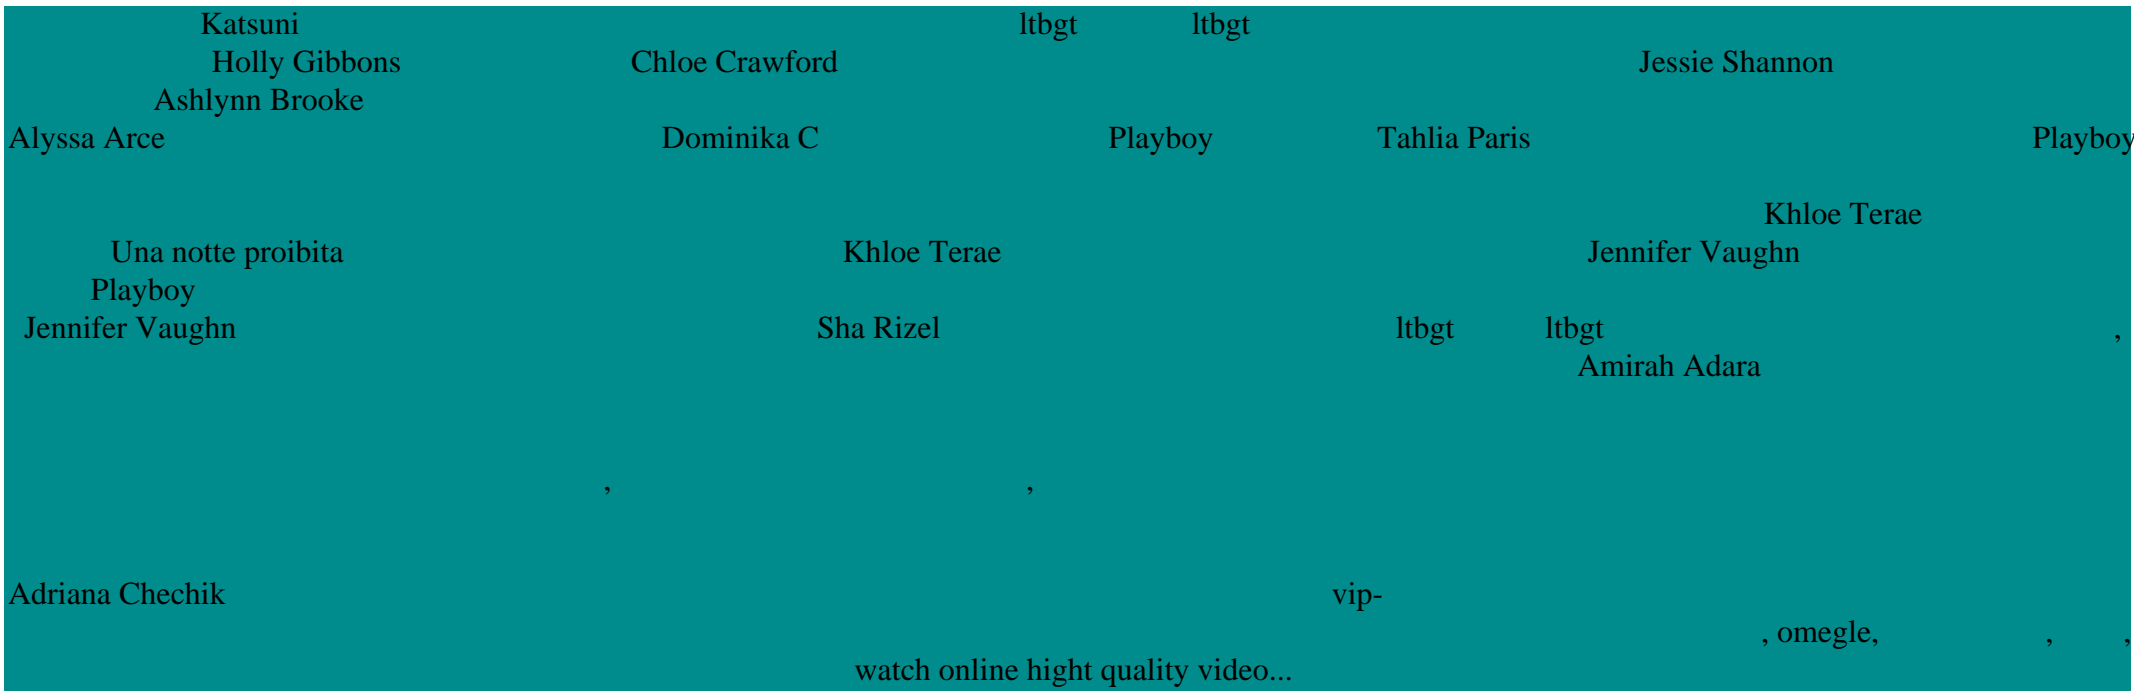 Katsuni ltbgt ltbgt
Holly Gibbons Chloe Crawford Jessie Shannon
Ashlynn Brooke
Alyssa Arce Dominika C Playboy Tahlia Paris Playboy
Khloe Terae
Una notte proibita Khloe Terae Jennifer Vaughn
Playboy
Jennifer Vaughn Sha Rizel ltbgt ltbgt ,
Amirah Adara
, ,
Adriana Chechik vip-
, omegle, , ,
watch online hight quality video...